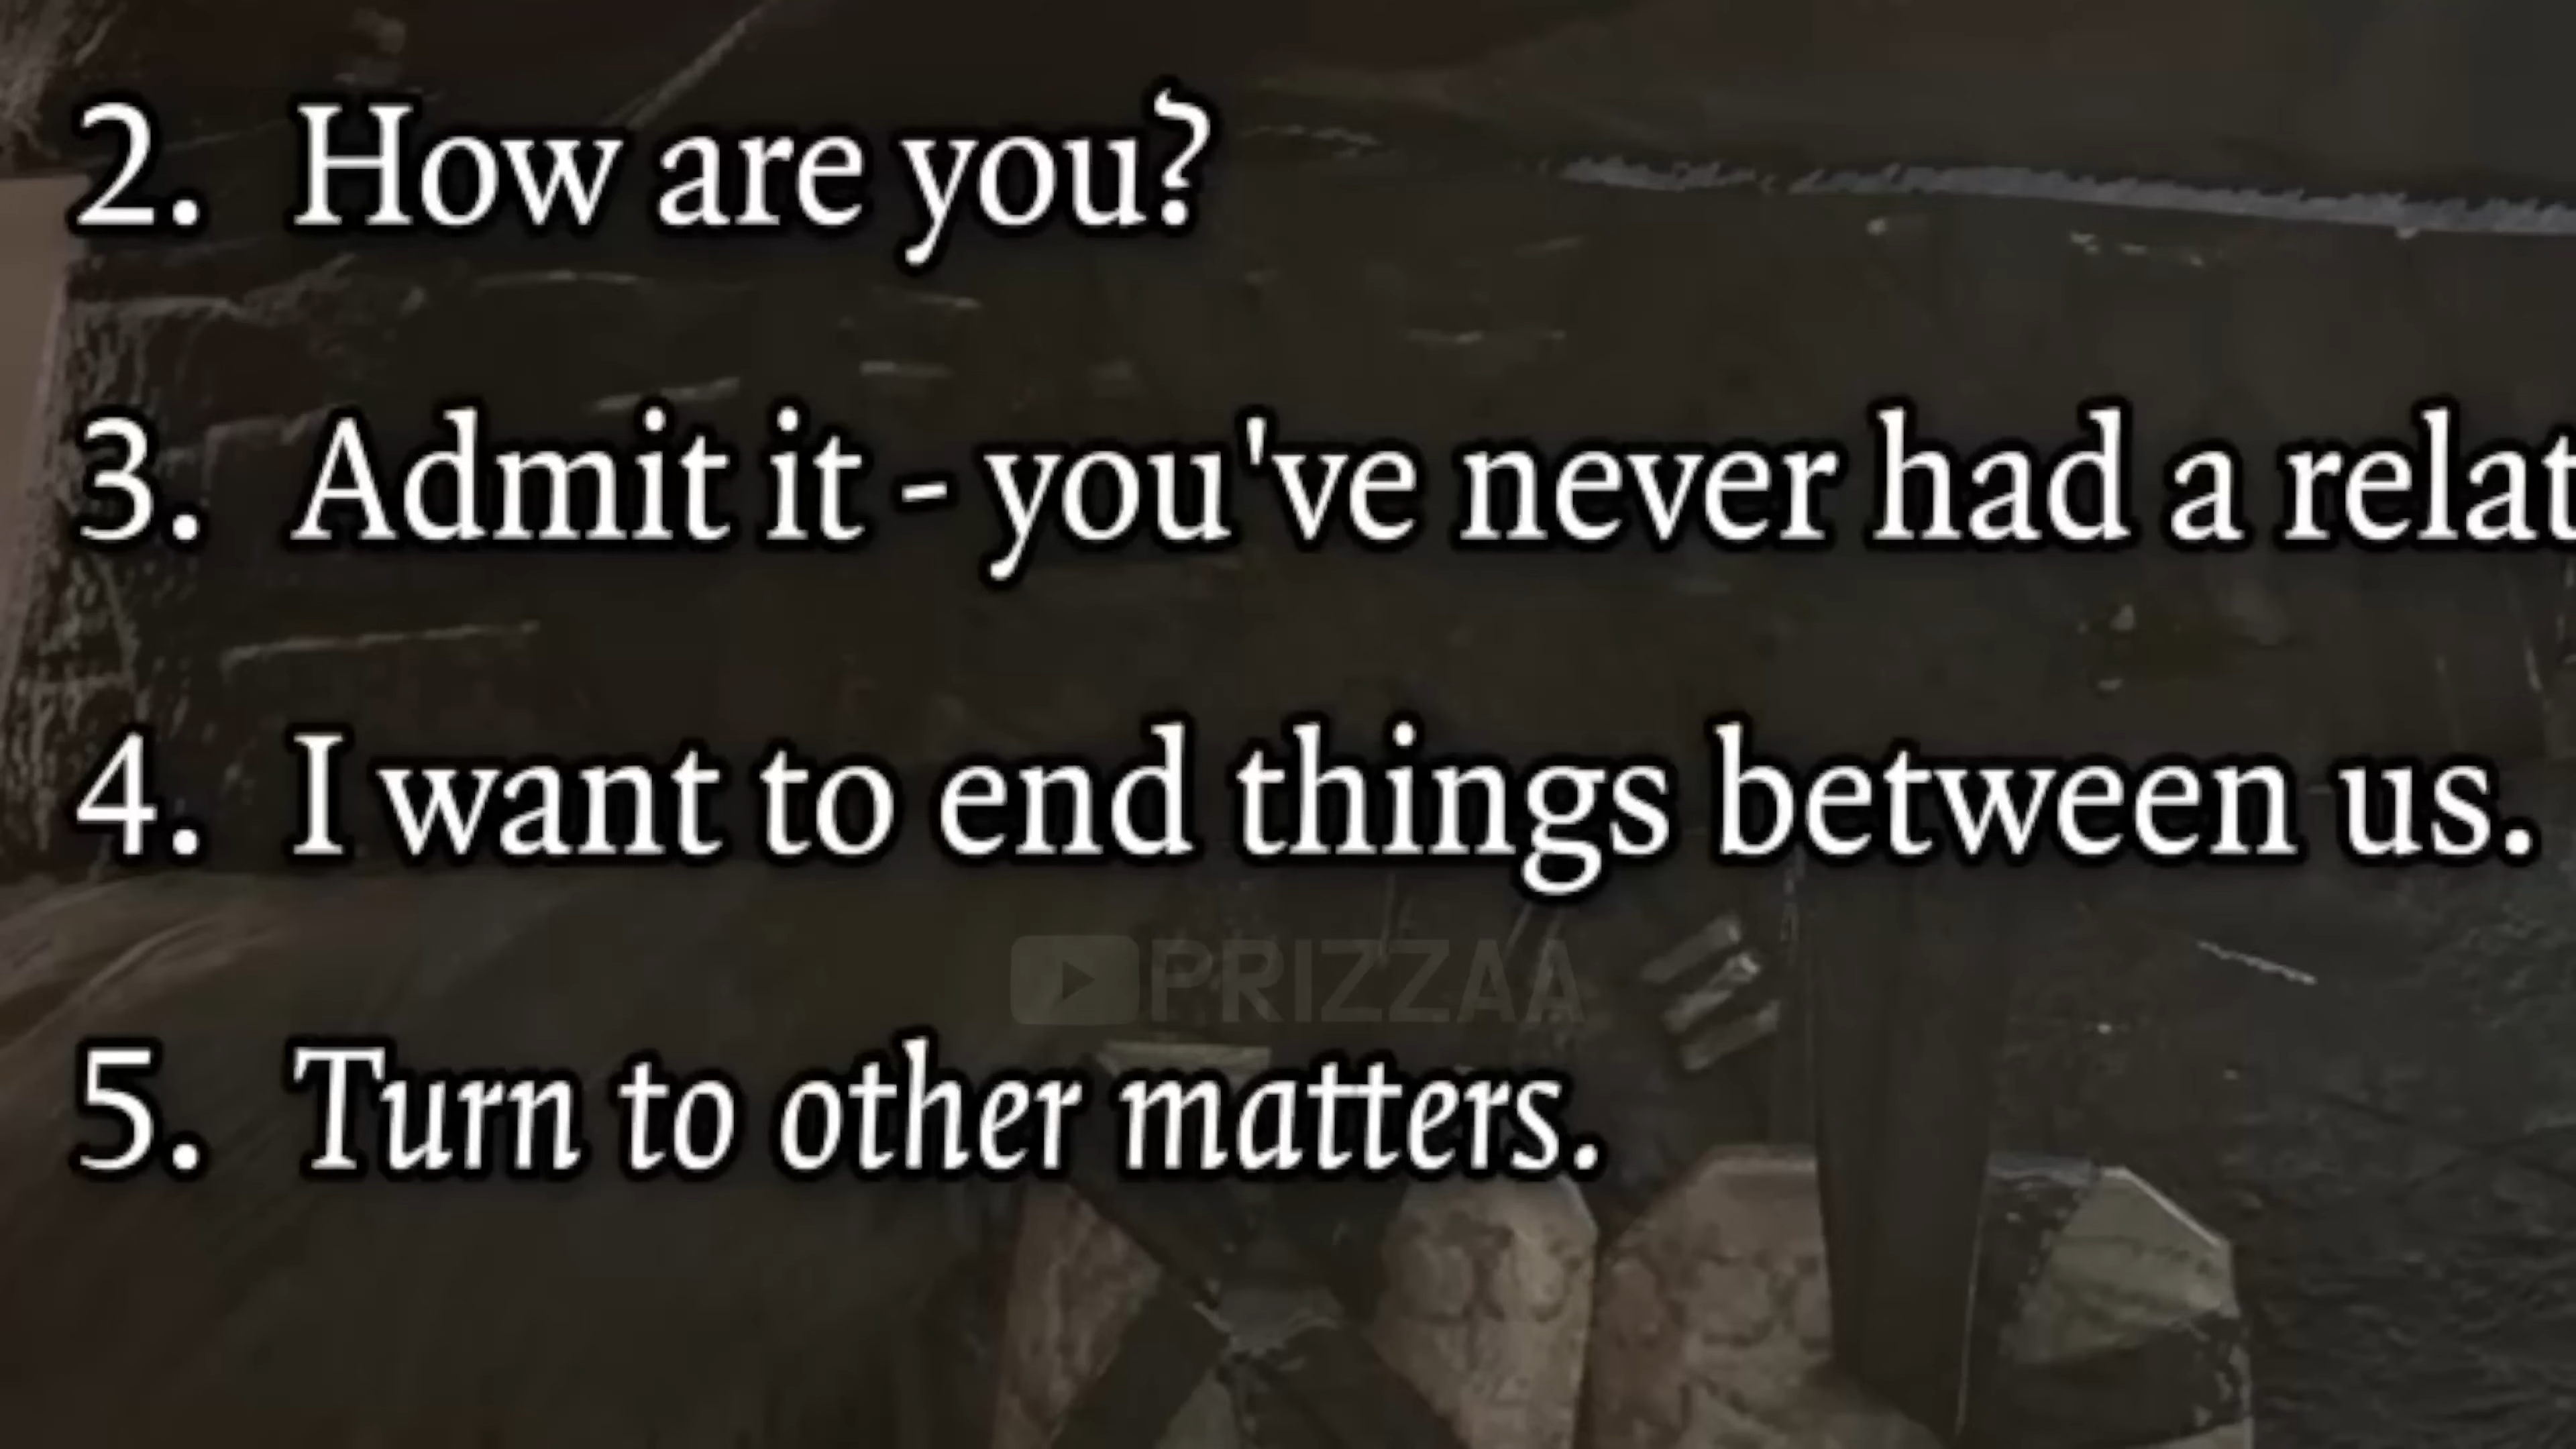 2. How are you?
3. Admit it - you've never had a relat
4. I want to end things between us.
PRIZZAA
5. Turn to other matters.